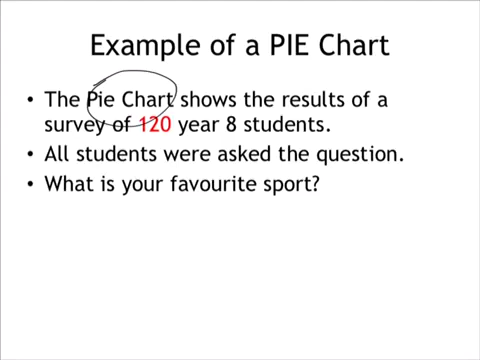 Example of a PIE Chart
• The Pie Chart shows the results of a
survey of 120 year 8 students.
• All students were asked the question.
• What is your favourite sport?